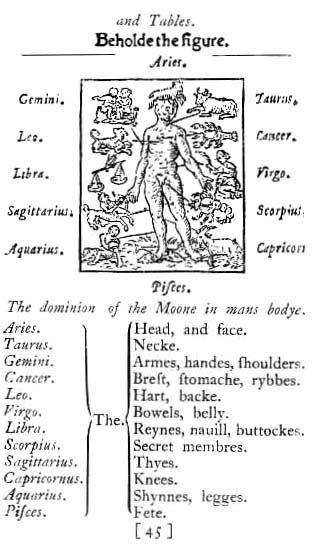 and Tables.
Beholde the figure.
Aries.
Gemini. Taurus.
Leo. Cancer.
Libra. Virgo.
Sagittarius. Scorpius
Aquarius. Capricorn
Piſces.
The dominion of the Moone in mans bodye.
Aries. Head, and face.
Taurus. Necke.
Gemini. Armes, handes, ſhoulders.
Cancer. Breſt, ſtomache, rybbes.
Leo. Hart, backe.
Virgo. Bowels, belly.
Libra. The. Reynes, nauill, buttockes.
Scorpius. Secret membres.
Sagittarius. Thyes.
Capricornus. Knees.
Aquarius. Shynnes, legges.
Piſces. Fete.
[ 45 ]